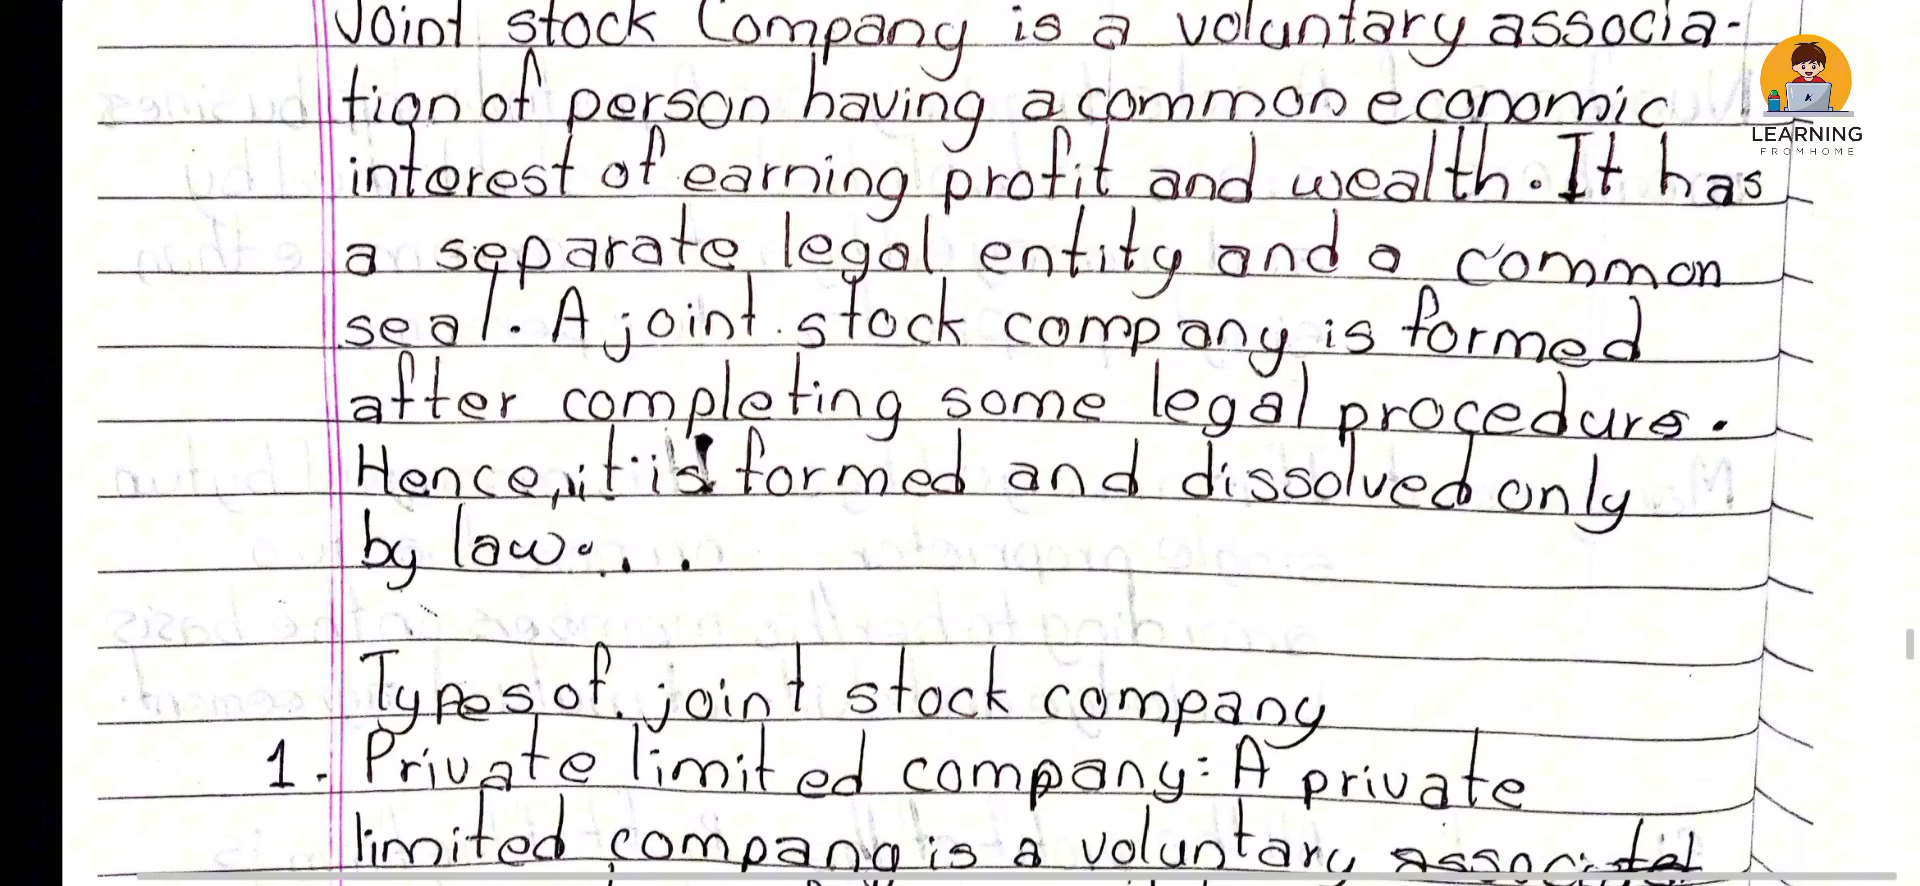 Joint stock Company is a voluntary associa-
tion of person having a common economic
interest of earning profit and wealth. It has
a separate legal entity and a common
seal. A joint stock company is formed
after completing some legal procedure.
Hence, it is formed and dissolved only
by law...
Types of joint stock company
1. Private limited company: A private
limited company is a voluntary
LEARNING
FROMHOME